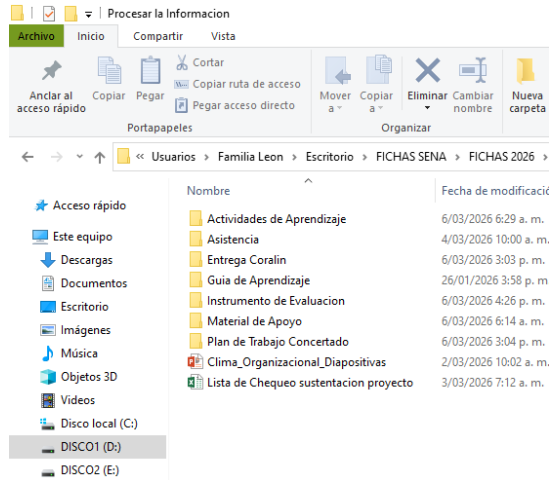 Procesar la Informacion
Archivo Inicio Compartir Vista
Anclar al acceso rápido
Copiar
Pegar
Cortar
Copiar ruta de acceso
Pegar acceso directo
Mover a
Copiar a
Eliminar
Cambiar nombre
Nueva carpeta
Portapapeles
Organizar
« Usuarios > Familia Leon > Escritorio > FICHAS SENA > FICHAS 2026 >
Acceso rápido
Este equipo
Descargas
Documentos
Escritorio
Imágenes
Música
Objetos 3D
Videos
Disco local (C:)
DISCO1 (D:)
DISCO2 (E:)
Nombre Fecha de modificació
Actividades de Aprendizaje 6/03/2026 6:29 a. m.
Asistencia 4/03/2026 10:00 a. m.
Entrega Coralin 6/03/2026 3:03 p. m.
Guia de Aprendizaje 26/01/2026 3:58 p. m
Instrumento de Evaluacion 6/03/2026 4:26 p. m.
Material de Apoyo 6/03/2026 6:14 a. m.
Plan de Trabajo Concertado 6/03/2026 3:04 p. m.
Clima_Organizacional_Diapositivas 2/03/2026 10:02 a. m.
Lista de Chequeo sustentacion proyecto 3/03/2026 7:12 a. m.